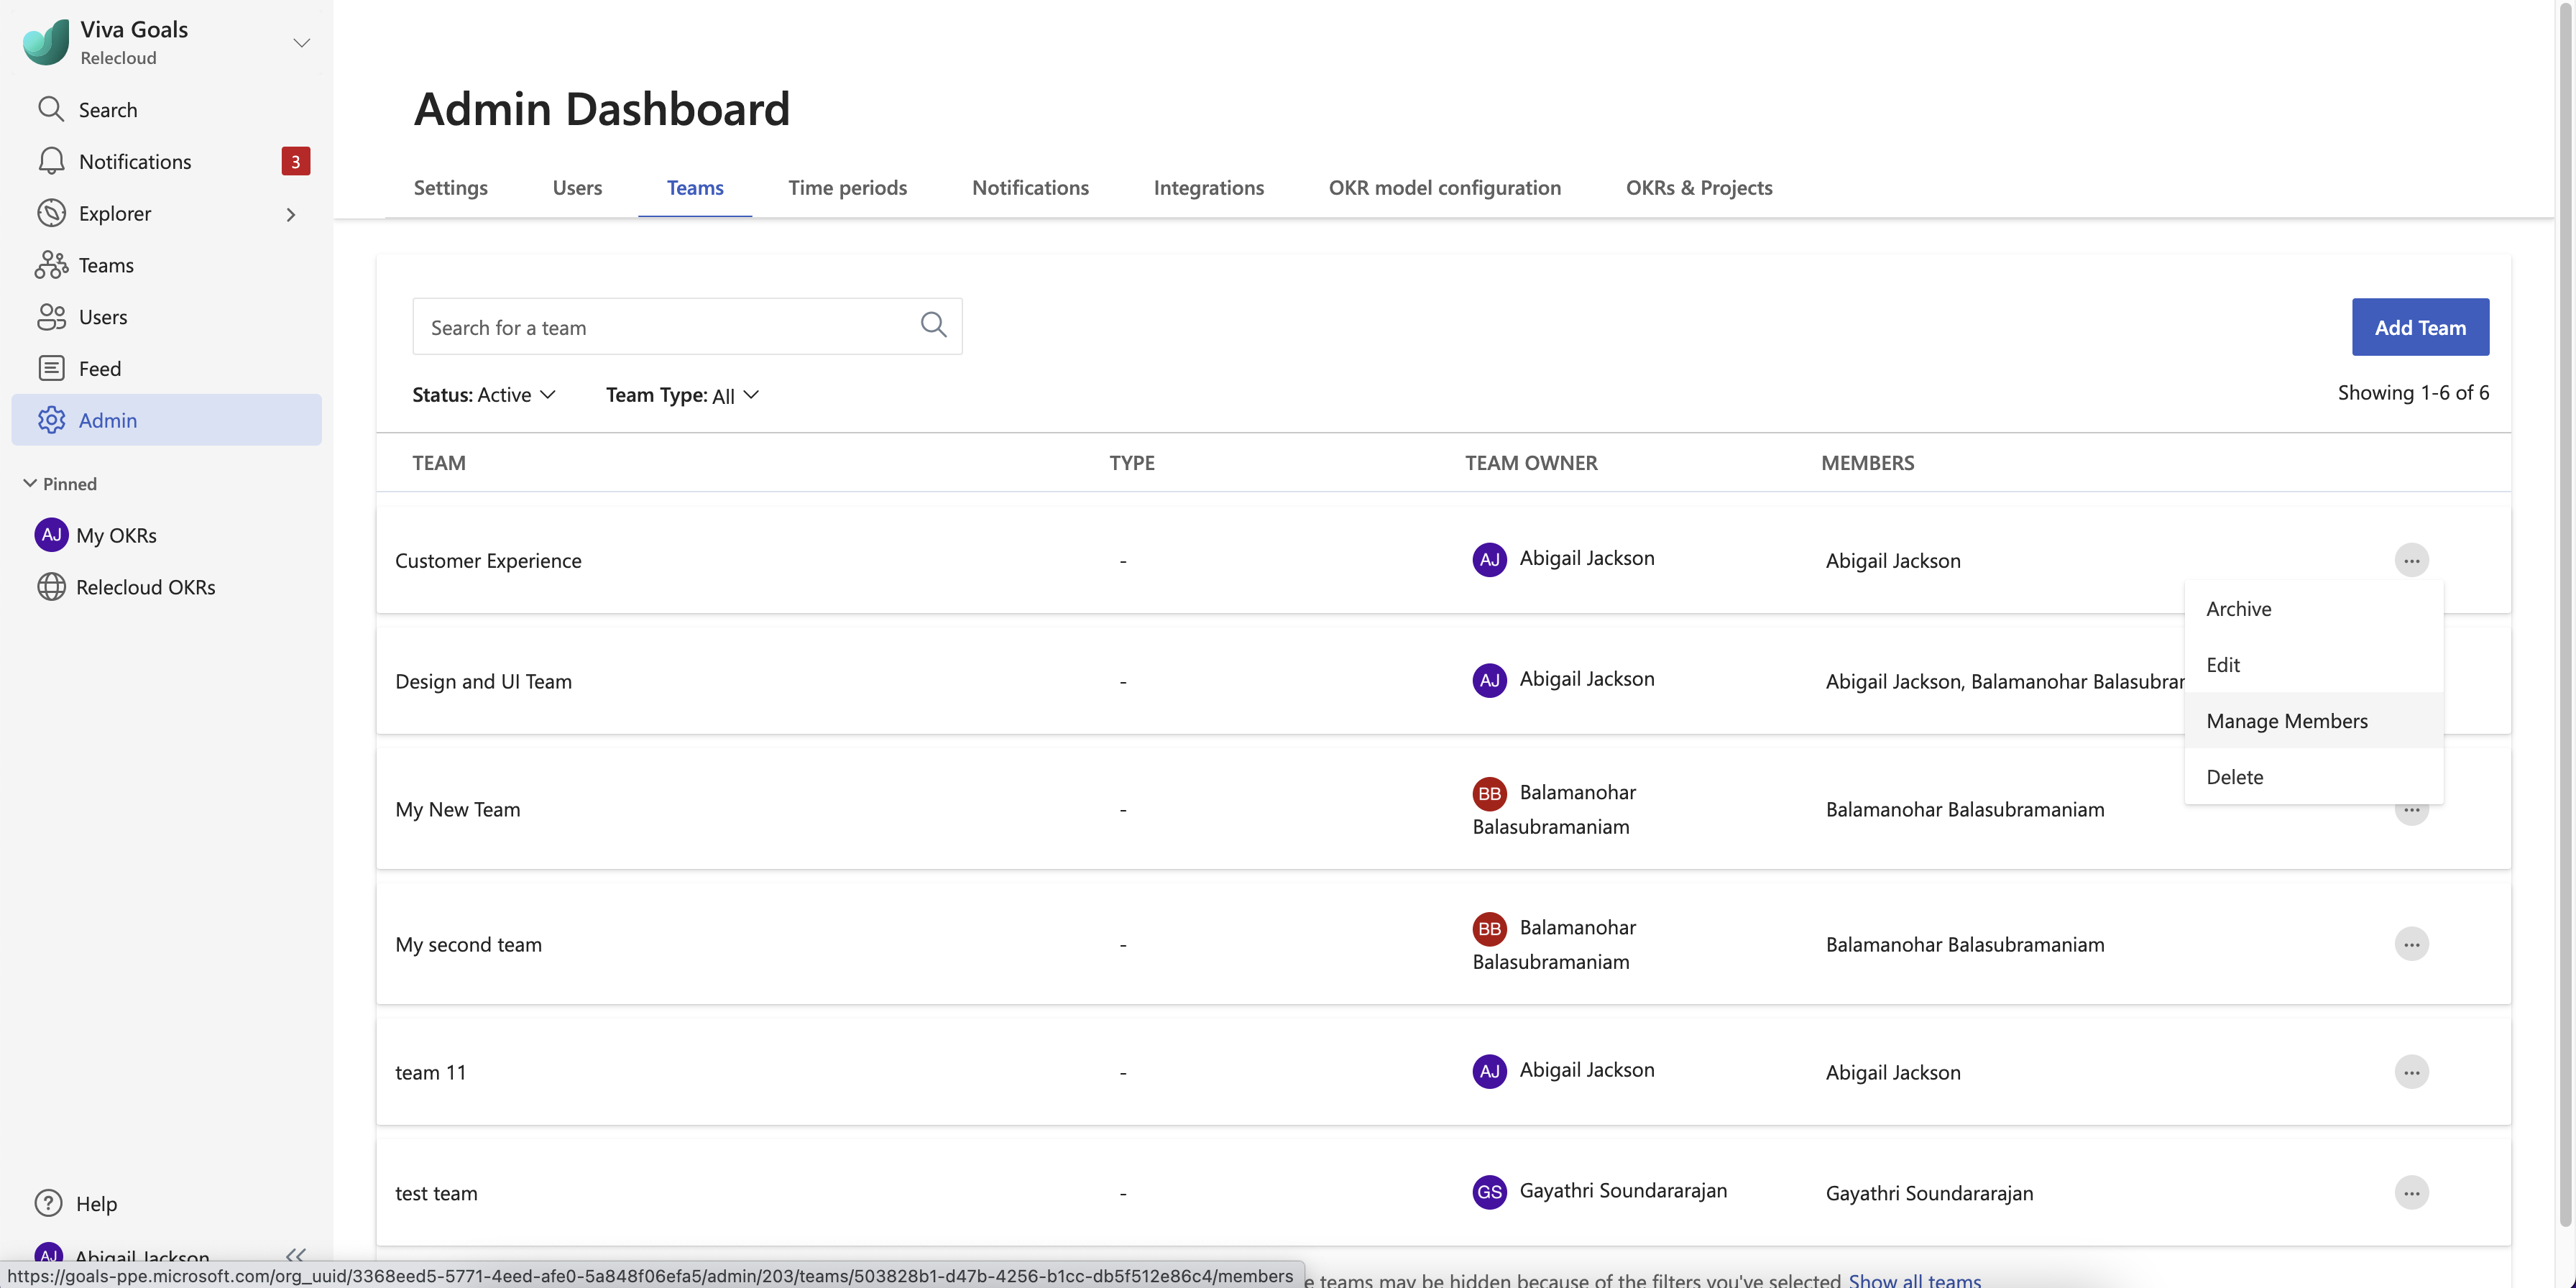 Viva Goals
Relecloud
Search
Notifications 3
Explorer
Teams
Users
Feed
Admin
Pinned
AJ My OKRs
Relecloud OKRs
Help
AJ Abigail Jackson
Admin Dashboard
Settings Users Teams Time periods Notifications Integrations OKR model configuration OKRs & Projects
Search for a team
Add Team
Status: Active Team Type: All
Showing 1-6 of 6
TEAM TYPE TEAM OWNER MEMBERS
Customer Experience - AJ Abigail Jackson Abigail Jackson ...
Archive
Edit
Manage Members
Delete
Design and UI Team - AJ Abigail Jackson Abigail Jackson, Balamanohar
My New Team - BB Balamanohar Balamanohar Balasubramaniam ...
Balasubramaniam
My second team - BB Balamanohar Balamanohar Balasubramaniam ...
Balasubramaniam
team 11 - AJ Abigail Jackson Abigail Jackson ...
test team - GS Gayathri Soundararajan Gayathri Soundararajan ...
teams may be hidden because of the filters you've selected Show all teams
https://goals-ppe.microsoft.com/org_uuid/3368eed5-5771-4eed-afe0-5a848f06efa5/admin/203/teams/503828b1-d47b-4256-b1cc-db5f512e86c4/members